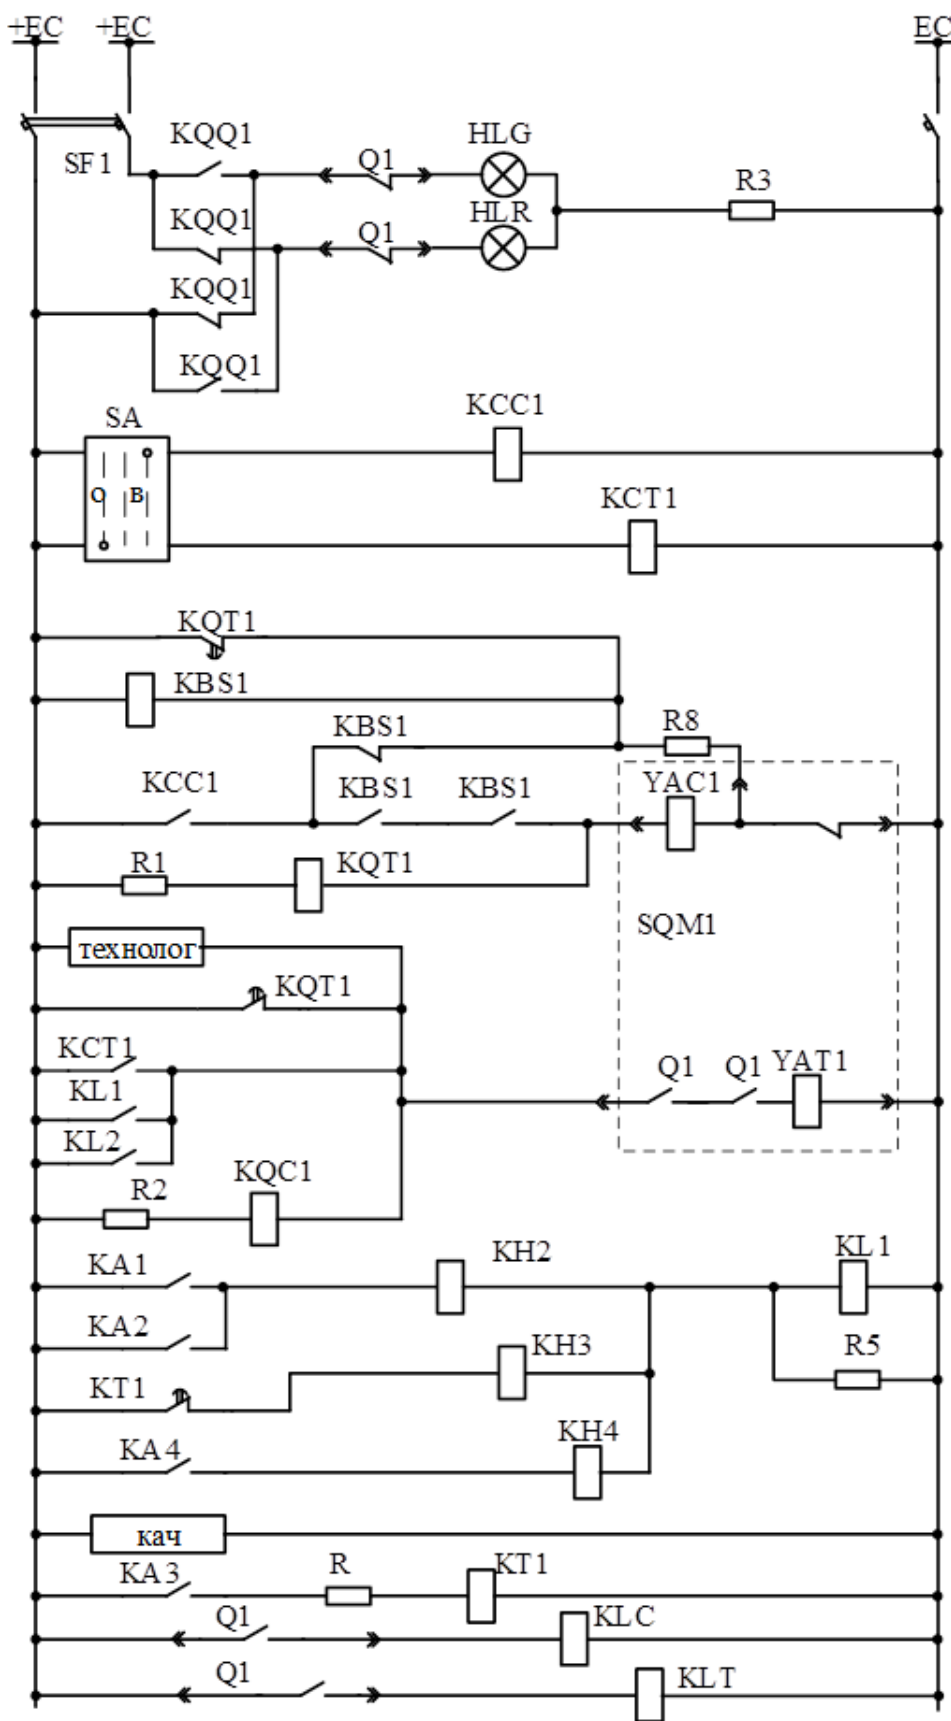 +EC +EC EC
SF1
KQQ1
Q1
HLG
R3
KQQ1
Q1
HLR
KQQ1
KQQ1
SA
KCC1
О В
KCT1
KQT1
KBS1
KBS1
R8
KCC1
KBS1
KBS1
YAC1
R1
KQT1
SQM1
технолог
KQT1
KCT1
Q1
Q1
YAT1
KL1
KL2
R2
KQC1
KA1
KH2
KL1
KA2
KH3
R5
KT1
KA4
KH4
кач
KA3
R
KT1
Q1
KLC
Q1
KLT